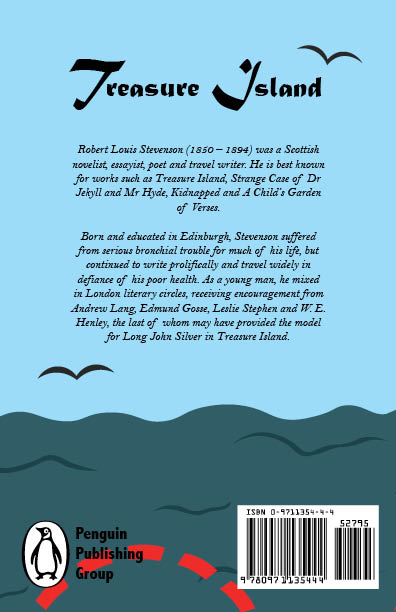 Treasure Island
Robert Louis Stevenson (1850 – 1894) was a Scottish
novelist, essayist, poet and travel writer. He is best known
for works such as Treasure Island, Strange Case of Dr
Jekyll and Mr Hyde, Kidnapped and A Child's Garden
of Verses.
Born and educated in Edinburgh, Stevenson suffered
from serious bronchial trouble for much of his life, but
continued to write prolifically and travel widely in
defiance of his poor health. As a young man, he mixed
in London literary circles, receiving encouragement from
Andrew Lang, Edmund Gosse, Leslie Stephen and W. E.
Henley, the last of whom may have provided the model
for Long John Silver in Treasure Island.
ISBN 0-9711354-4-4
52795
9 780971 135444
Penguin
Publishing
Group